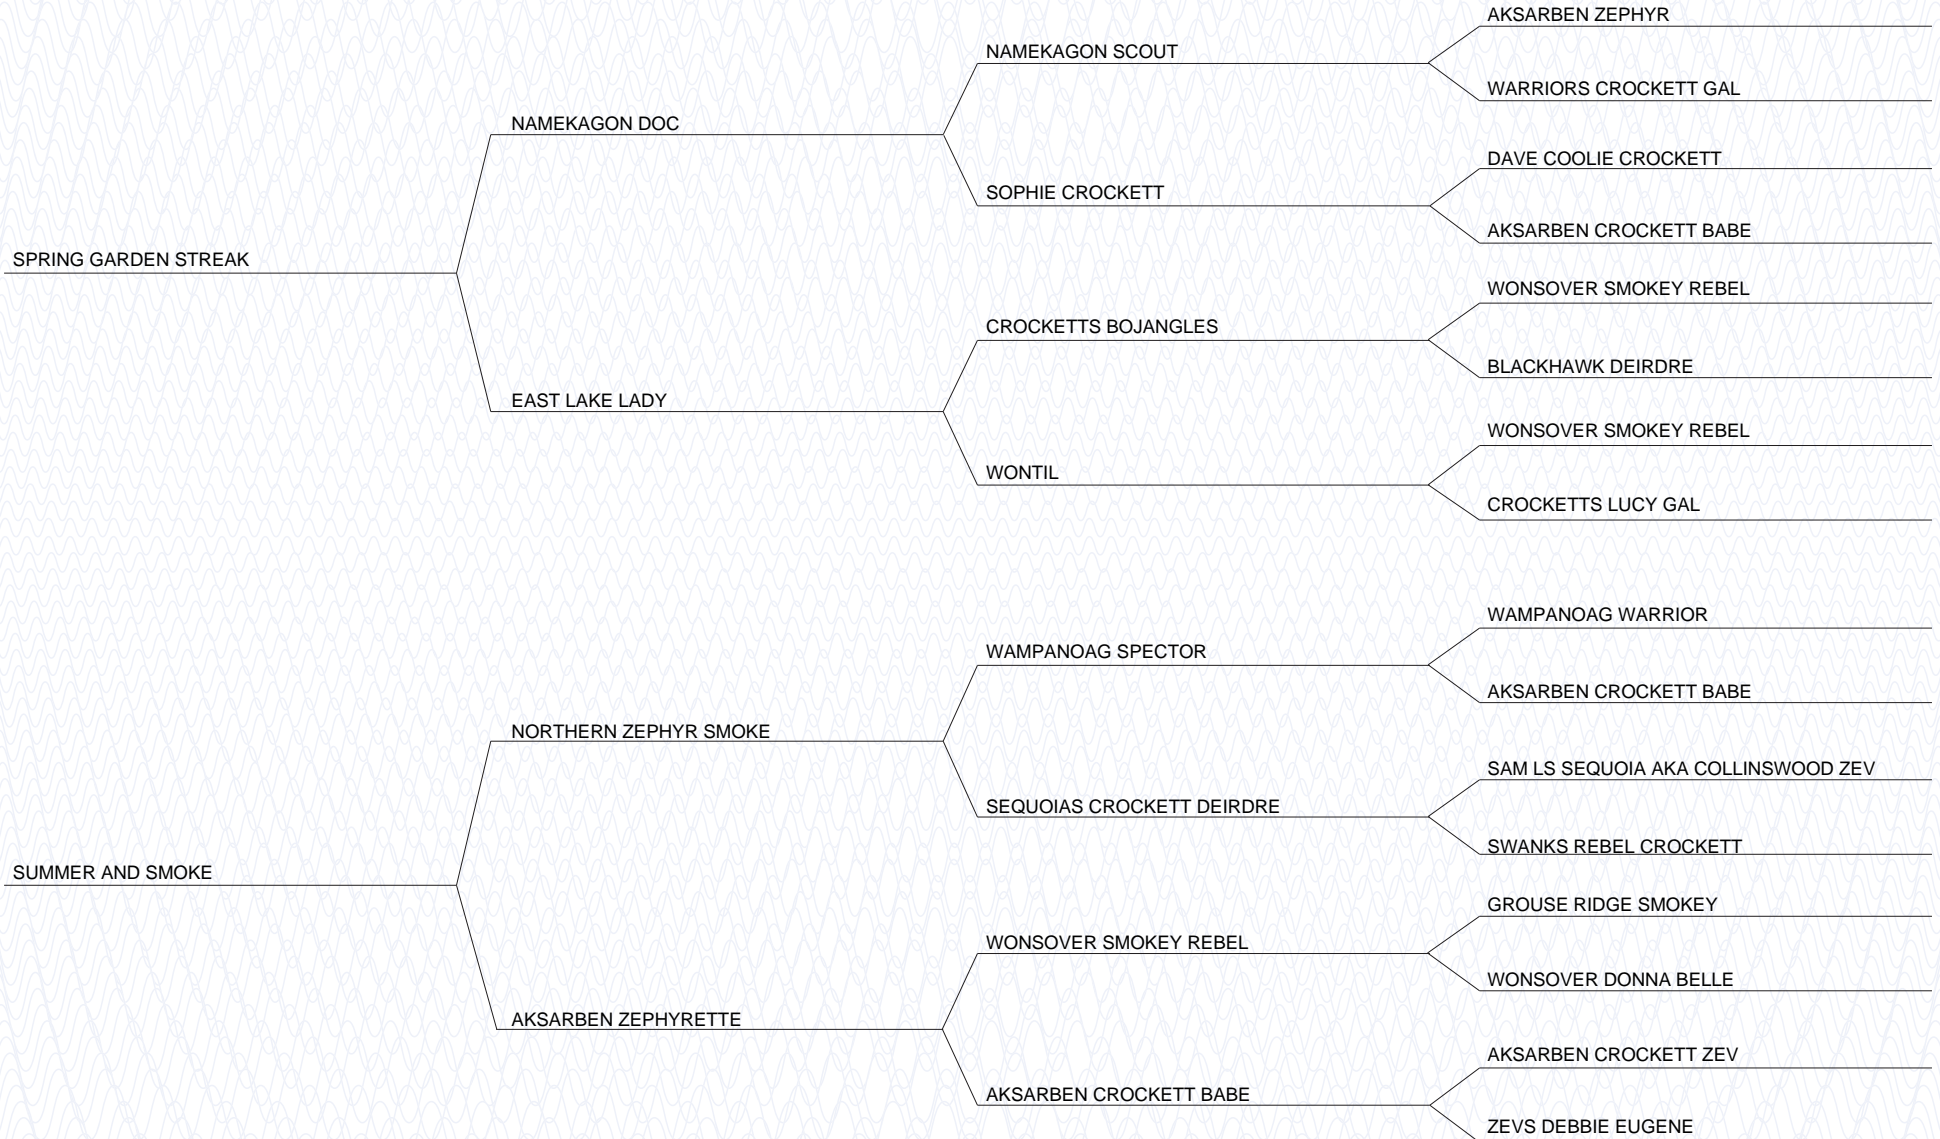 AKSARBEN ZEPHYR
NAMEKAGON SCOUT
WARRIORS CROCKETT GAL
NAMEKAGON DOC
DAVE COOLIE CROCKETT
SOPHIE CROCKETT
AKSARBEN CROCKETT BABE
SPRING GARDEN STREAK
WONSOVER SMOKEY REBEL
CROCKETTS BOJANGLES
BLACKHAWK DEIRDRE
EAST LAKE LADY
WONSOVER SMOKEY REBEL
WONTIL
CROCKETTS LUCY GAL
WAMPANOAG WARRIOR
WAMPANOAG SPECTOR
AKSARBEN CROCKETT BABE
NORTHERN ZEPHYR SMOKE
SAM LS SEQUOIA AKA COLLINSWOOD ZEV
SEQUOIAS CROCKETT DEIRDRE
SWANKS REBEL CROCKETT
SUMMER AND SMOKE
GROUSE RIDGE SMOKEY
WONSOVER SMOKEY REBEL
WONSOVER DONNA BELLE
AKSARBEN ZEPHYRETTE
AKSARBEN CROCKETT ZEV
AKSARBEN CROCKETT BABE
ZEVS DEBBIE EUGENE